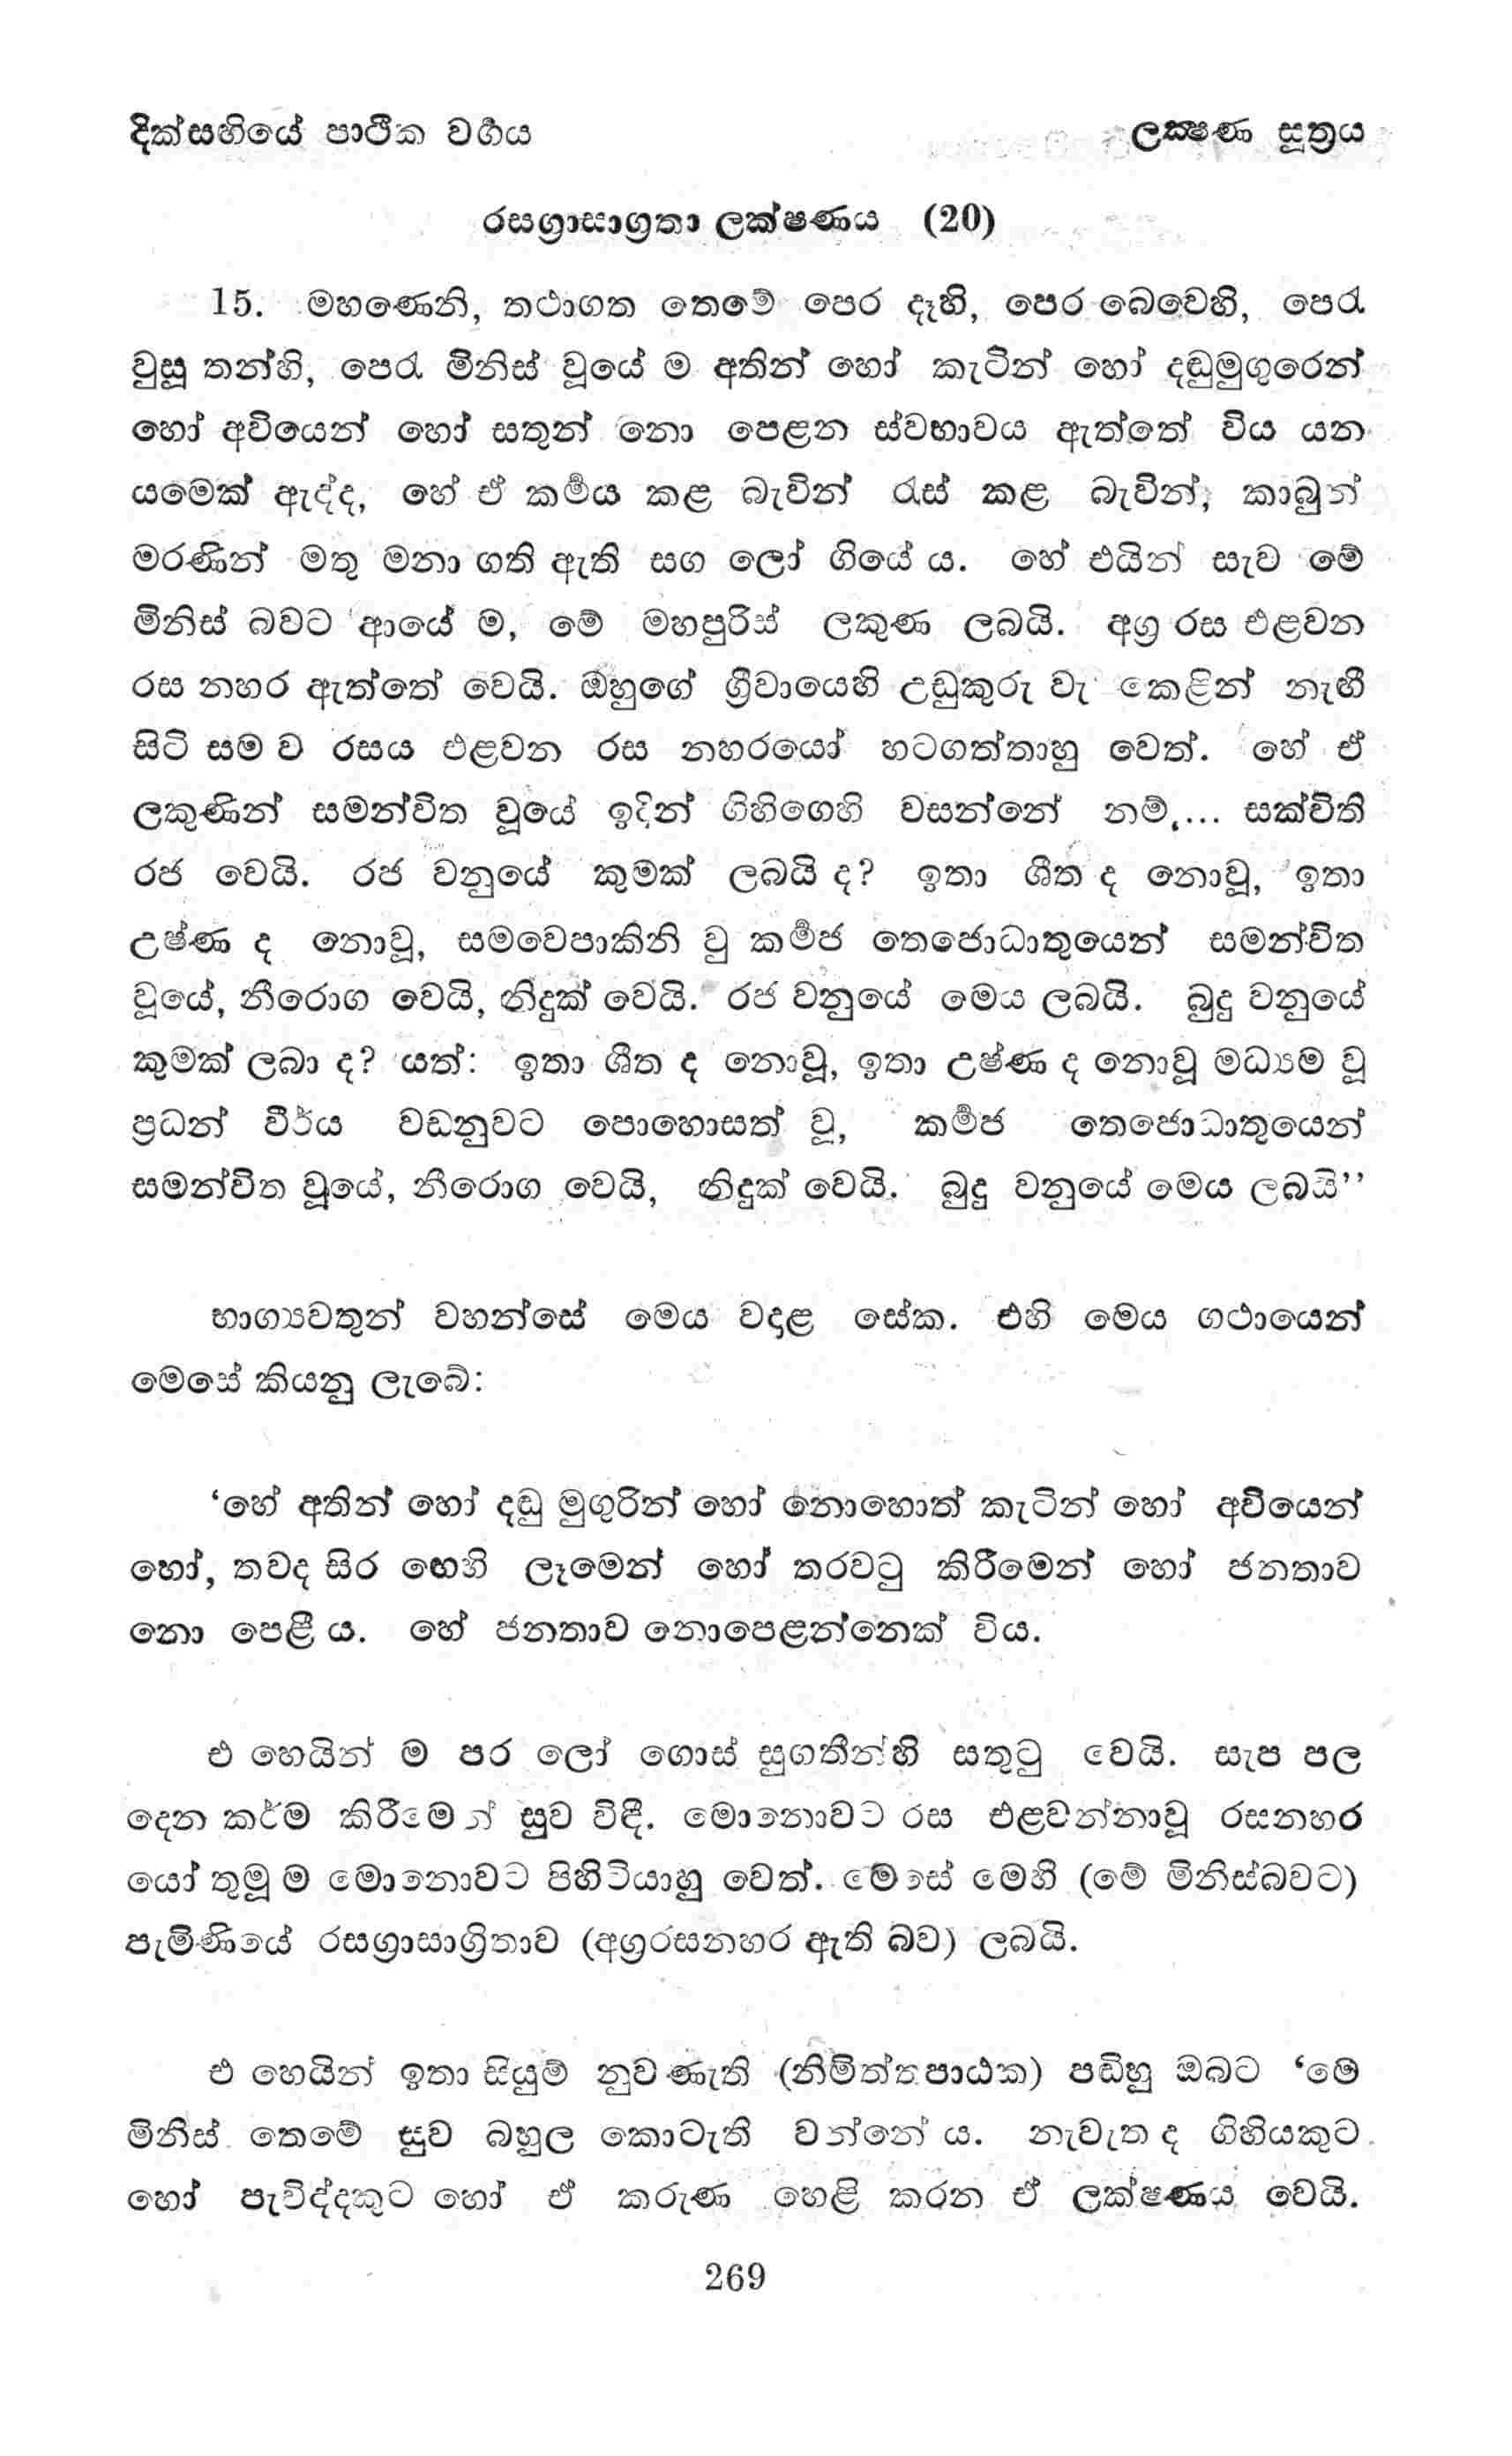 දික්සඟියේ පාථික වර්‍ගය ලක්‍ෂණ සූත්‍රය
රසග්‍රාසාග්‍රතා ලක්ෂණය (20)
15. මහණෙනි, තථාගත තෙමේ පෙර දෑහි, පෙර බෙවෙහි, පෙරැ
වුසූ තන්හි, පෙරැ මිනිස් වූයේ ම අතින් හෝ කැටින් හෝ දඬුමුගුරෙන්
හෝ අවියෙන් හෝ සතුන් නො පෙළන ස්වභාවය ඇත්තේ විය යන
යමෙක් ඇද්ද, හේ ඒ කර්‍මය කළ බැවින් රැස් කළ බැවින්, කාබුන්
මරණින් මතු මනා ගති ඇති සග ලෝ ගියේ ය. හේ එයින් සැව මේ
මිනිස් බවට ආයේ ම, මේ මහපුරිස් ලකුණ ලබයි. අග්‍ර රස එළවන
රස නහර ඇත්තේ වෙයි. ඔහුගේ ග්‍රීවායෙහි උඩුකුරු වැ කෙළින් නැඟී
සිටි සම ව රසය එළවන රස නහරයෝ හටගත්තාහු වෙත්. හේ ඒ
ලකුණින් සමන්විත වූයේ ඉදින් ගිහිගෙහි වසන්නේ නම්,... සක්විති
රජ වෙයි. රජ වනුයේ කුමක් ලබයි ද? ඉතා ශීත ද නොවූ, ඉතා
උෂ්ණ ද නොවූ, සමවෙපාකිනි වු කර්‍මජ තෙජොධාතුයෙන් සමන්විත
වූයේ, නීරොග වෙයි, නිදුක් වෙයි. රජ වනුයේ මෙය ලබයි. බුදු වනුයේ
කුමක් ලබා ද? යත්: ඉතා ශීත ද නොවූ, ඉතා උෂ්ණ ද නොවූ මධ්‍යම වූ
ප්‍රධන් වීර්ය වඩනුවට පොහොසත් වූ, කර්‍මජ තෙජොධාතුයෙන්
සමන්විත වූයේ, නීරොග වෙයි, නිදුක් වෙයි. බුදු වනුයේ මෙය ලබයි’’
භාග්‍යවතුන් වහන්සේ මෙය වදාළ සේක. එහි මෙය ගථායෙන්
මෙසේ කියනු ලැබේ:
‘හේ අතින් හෝ දඬු මුගුරින් හෝ නොහොත් කැටින් හෝ අවියෙන්
හෝ, තවද සිර ඟෙහි ලෑමෙන් හෝ තරවටු කිරීමෙන් හෝ ජනතාව
නො පෙළී ය. හේ ජනතාව නොපෙළන්නෙක් විය.
එ හෙයින් ම පර ලෝ ගොස් සුගතීන්හි සතුටු වෙයි. සැප පල
දෙන කර්ම කිරීමෙන් සුව විඳී. මොනොවට රස එළවන්නාවූ රසනහර
යෝ තුමූ ම මොනොවට පිහිටියාහු වෙත්. මෙසේ මෙහි (මේ මිනිස්බවට)
පැමිණියේ රසග්‍රාසාග්‍රිතාව (අග්‍රරසනහර ඇති බව) ලබයි.
එ හෙයින් ඉතා සියුම් නුවණැති (නිමිත්තපාඨක) පඬිහු ඔබට ‘මේ
මිනිස් තෙමේ සුව බහුල කොටැති වන්නේ ය. නැවැත ද ගිහියකුට
හෝ පැවිද්දකුට හෝ ඒ කරුණ හෙළි කරන ඒ ලක්ෂණය වෙයි.
269